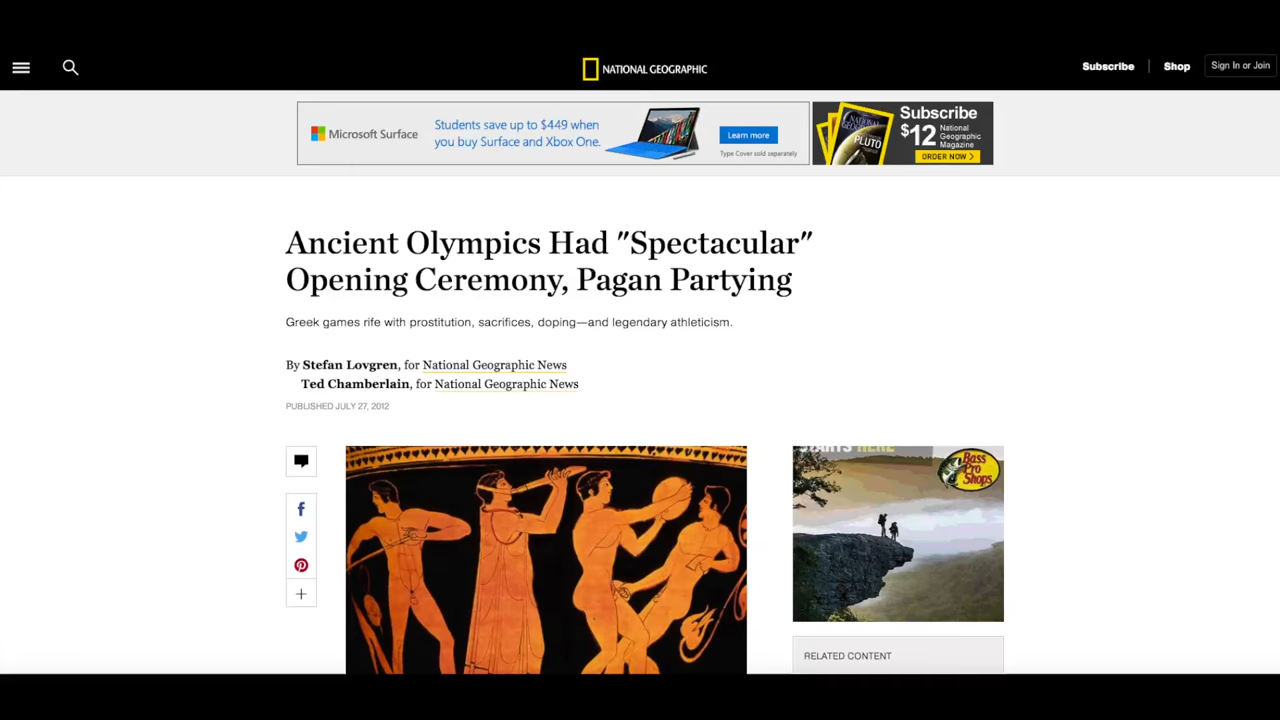 NATIONAL GEOGRAPHIC
Subscribe
Shop
Sign In or Join
Microsoft Surface
Students save up to $449 when
you buy Surface and Xbox One.
Learn more
Type Cover sold separately
Subscribe
$12 National
Geographic
Magazine
ORDER NOW >
NATIONAL
PLUTO
Ancient Olympics Had "Spectacular"
Opening Ceremony, Pagan Partying
Greek games rife with prostitution, sacrifices, doping—and legendary athleticism.
By Stefan Lovgren, for National Geographic News
Ted Chamberlain, for National Geographic News
PUBLISHED JULY 27, 2012
STARTS HERE
Bass
Pro
Shops
RELATED CONTENT